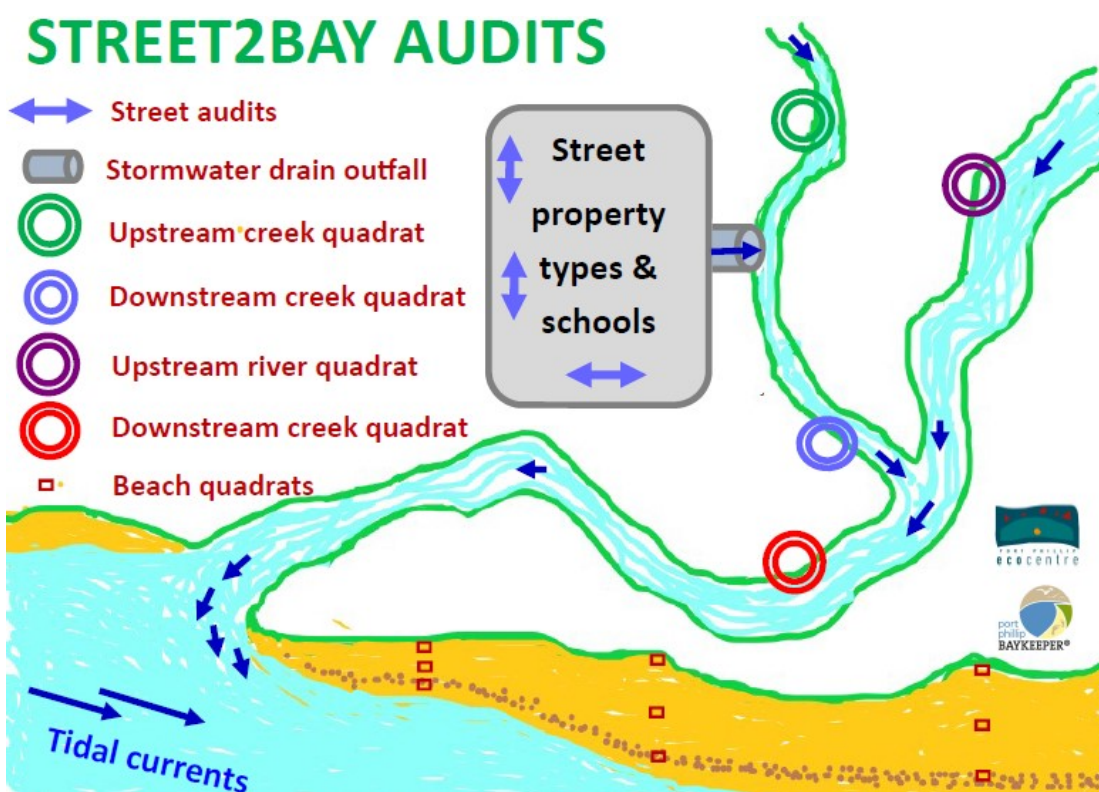 STREET2BAY AUDITS
Street audits
Stormwater drain outfall
Upstream creek quadrat
Downstream creek quadrat
Upstream river quadrat
Downstream creek quadrat
Beach quadrats
Street
property
types &
schools
Tidal currents
PORT PHILLIP
ecocentre
port
phillip
BAYKEEPER®